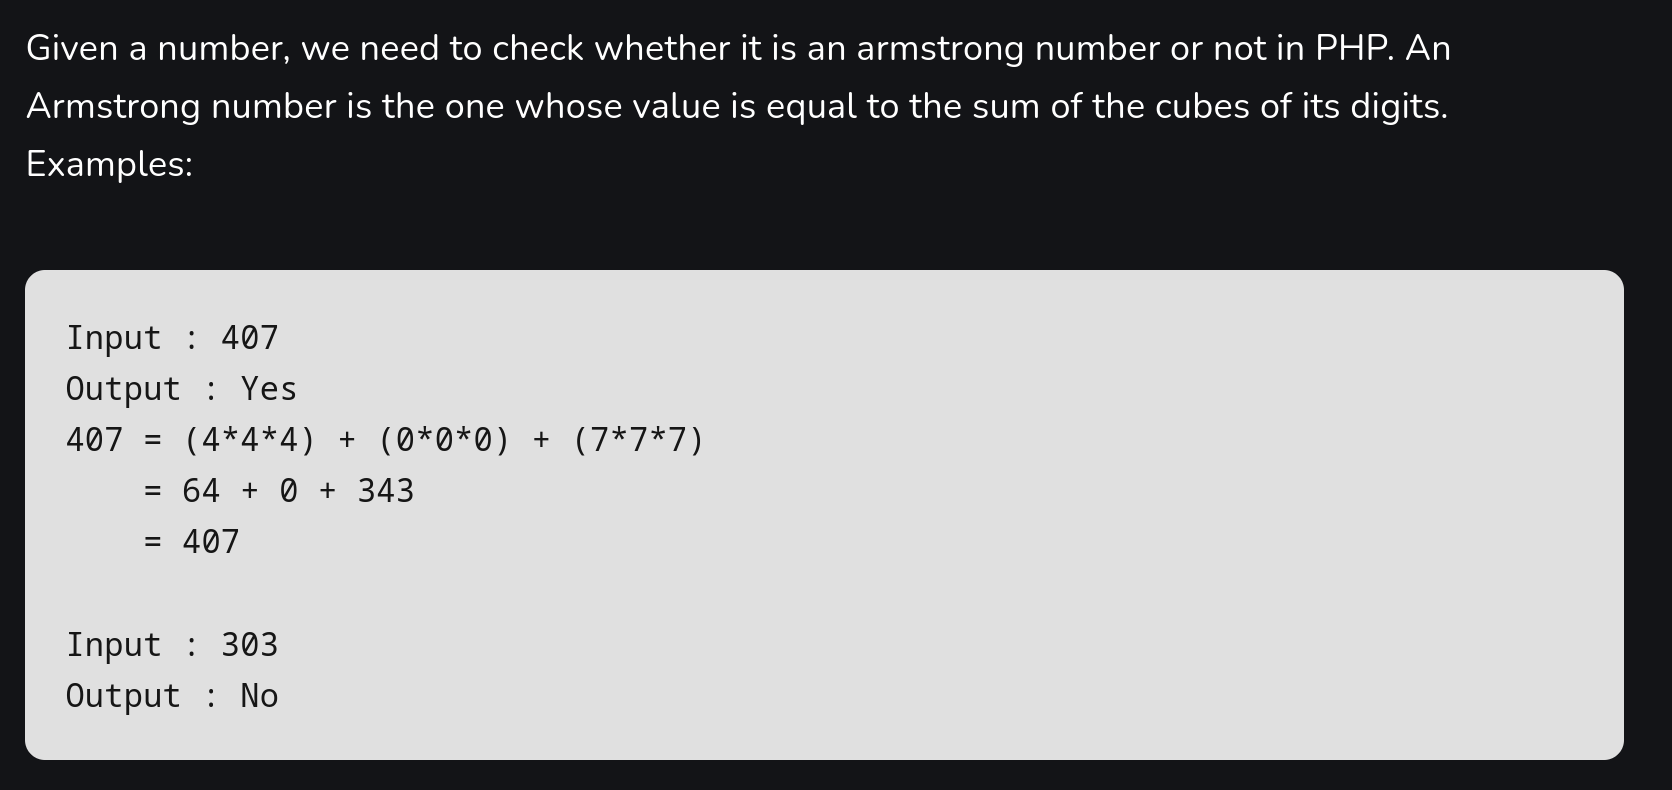 Given a number, we need to check whether it is an armstrong number or not in PHP. An
Armstrong number is the one whose value is equal to the sum of the cubes of its digits.
Examples:
Input : 407
Output : Yes
407 = (4*4*4) + (0*0*0) + (7*7*7)
    = 64 + 0 + 343
    = 407
Input : 303
Output : No